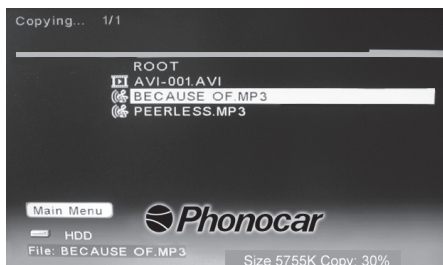 Copying... 1/1
ROOT
AVI-001.AVI
BECAUSE OF.MP3
PEERLESS.MP3
Main Menu
Phonocar
HDD
File: BECAUSE OF.MP3
Size 5755K Copy: 30%